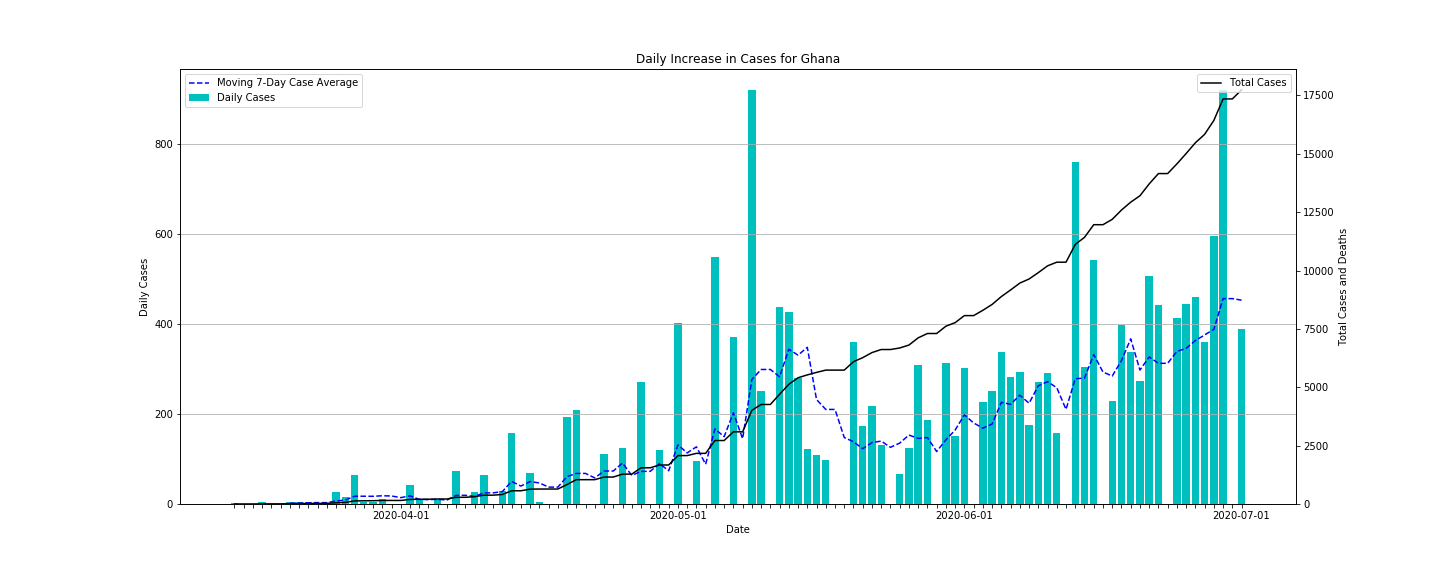 Daily Increase in Cases for Ghana
Moving 7-Day Case Average
Daily Cases
Total Cases
800
600
400
200
0
Daily Cases
17500
15000
12500
10000
7500
5000
2500
0
Total Cases and Deaths
2020-04-01
2020-05-01
2020-06-01
2020-07-01
Date